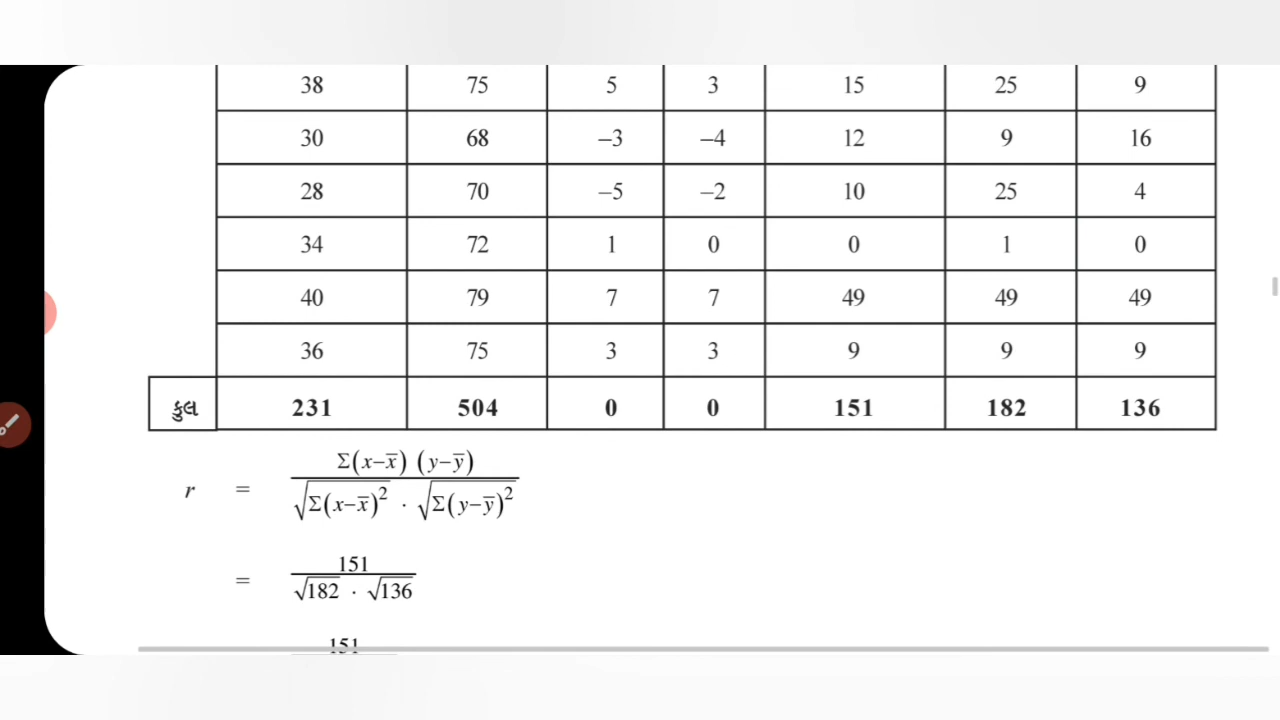 38 75 5 3 15 25 9
30 68 –3 –4 12 9 16
28 70 –5 –2 10 25 4
34 72 1 0 0 1 0
40 79 7 7 49 49 49
36 75 3 3 9 9 9
કુલ 231 504 0 0 151 182 136
r = Σ(x–x̄) (y–ȳ) / √Σ(x–x̄)² · √Σ(y–ȳ)²
= 151 / √182 · √136
151